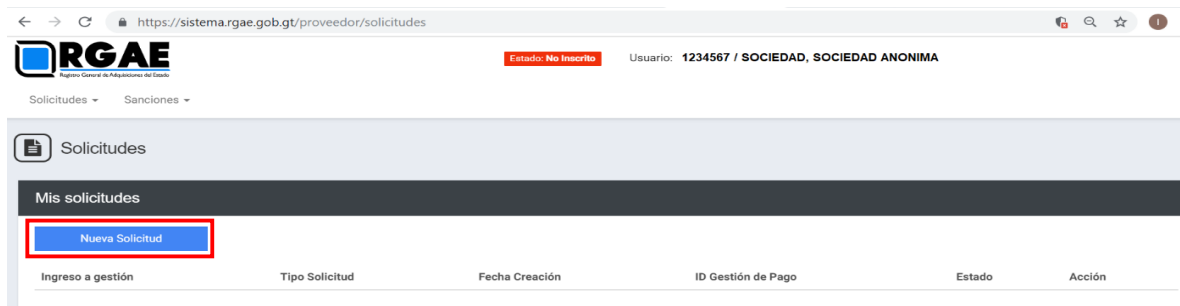 https://sistema.rgae.gob.gt/proveedor/solicitudes
RGAE
Registro General de Adquisiciones del Estado
Estado: No Inscrito
Usuario: 1234567 / SOCIEDAD, SOCIEDAD ANONIMA
Solicitudes
Sanciones
Solicitudes
Mis solicitudes
Nueva Solicitud
Ingreso a gestión Tipo Solicitud Fecha Creación ID Gestión de Pago Estado Acción